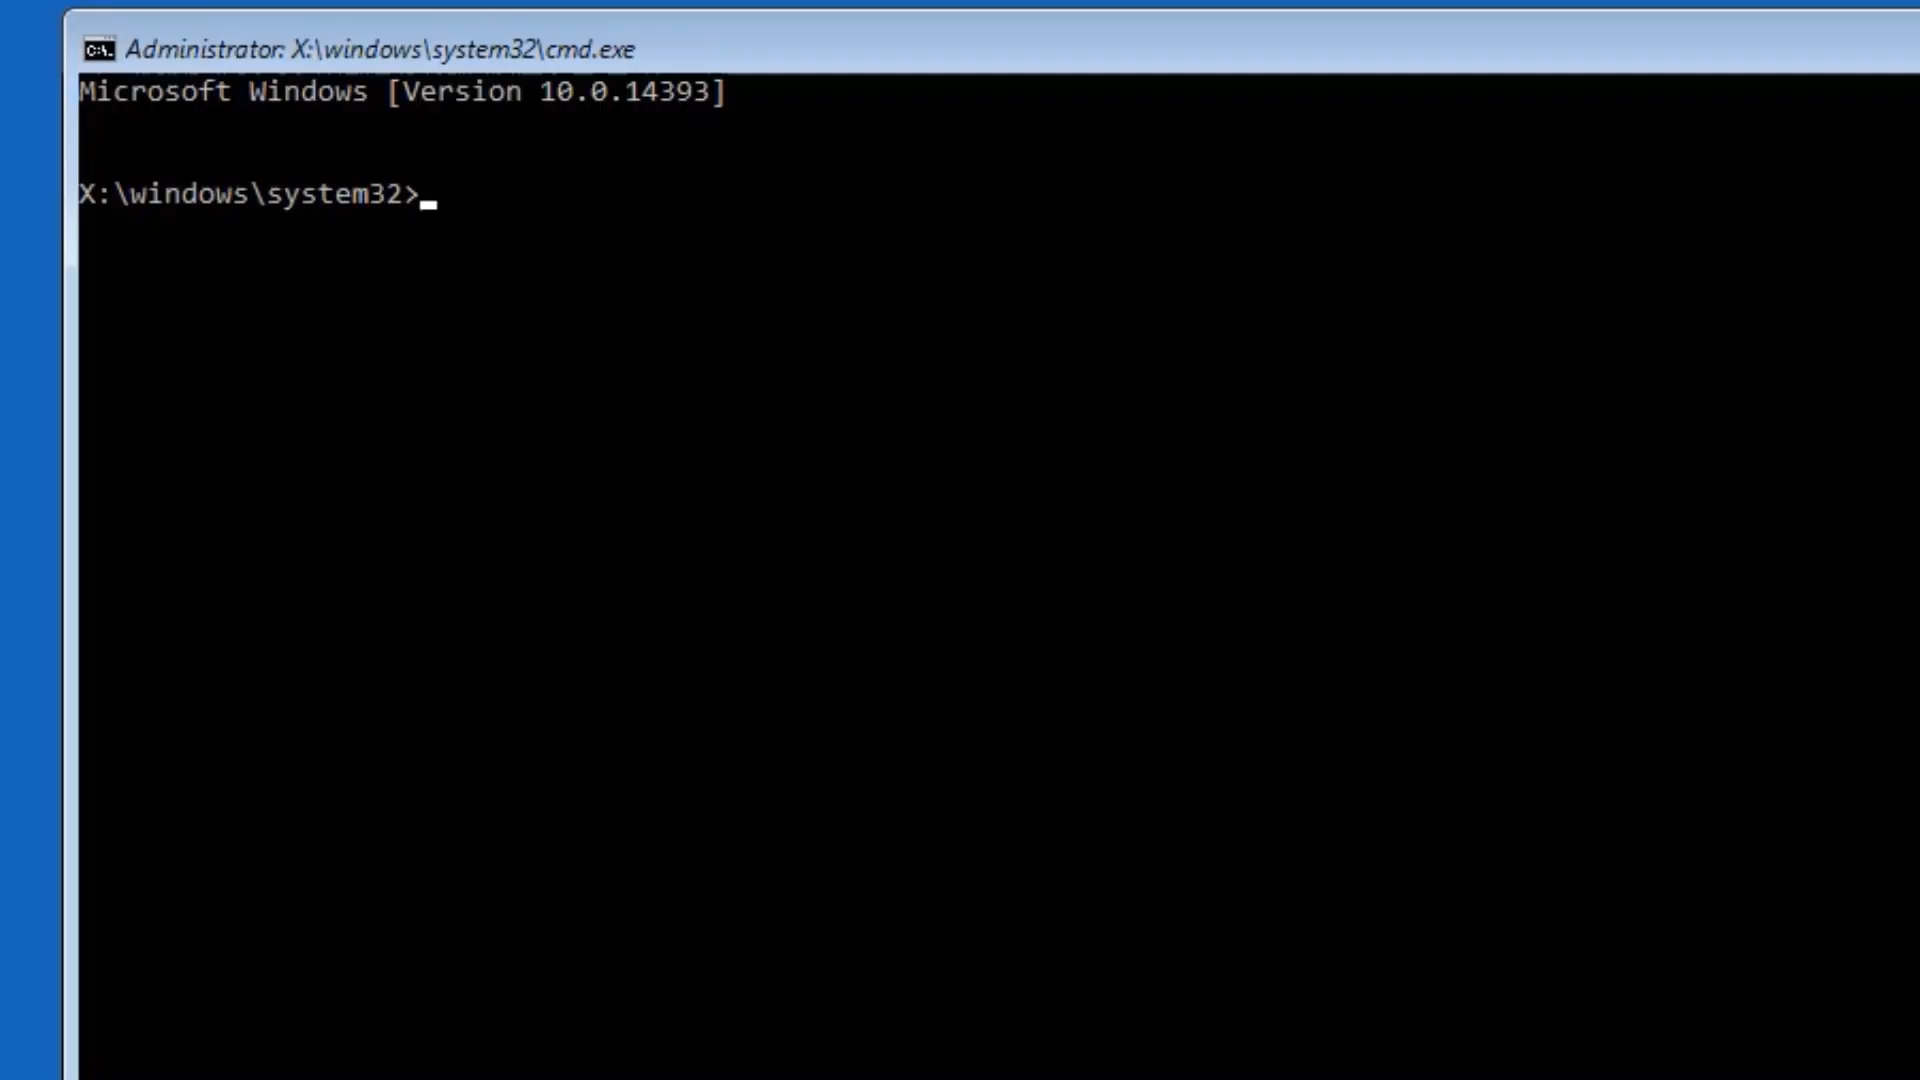 Administrator: X:\windows\system32\cmd.exe
Microsoft Windows [Version 10.0.14393]
X:\windows\system32>